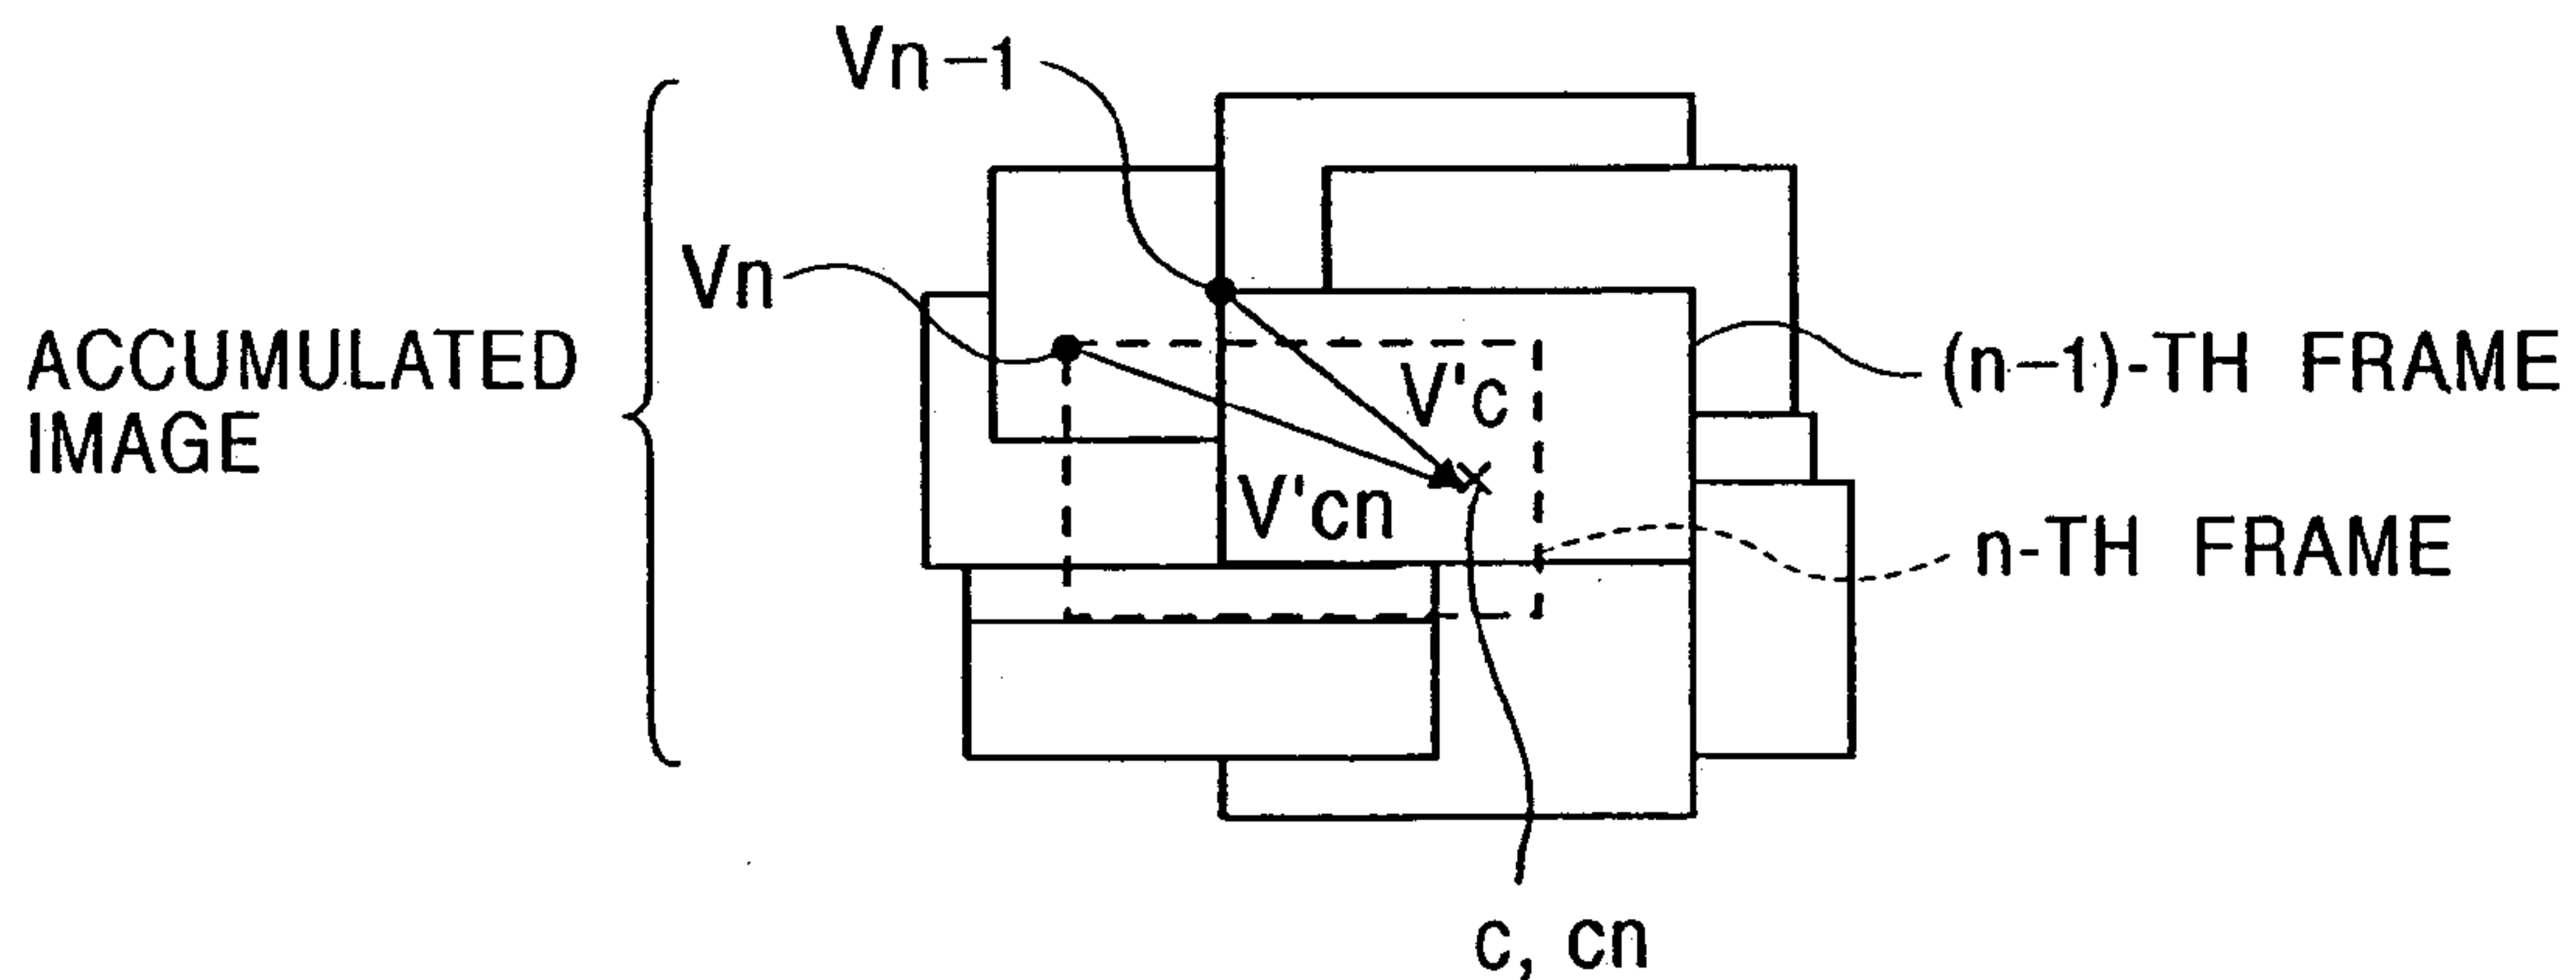 Vn-1
Vn
ACCUMULATED
IMAGE
V'c
(n-1)-TH FRAME
V'cn
n-TH FRAME
c, cn